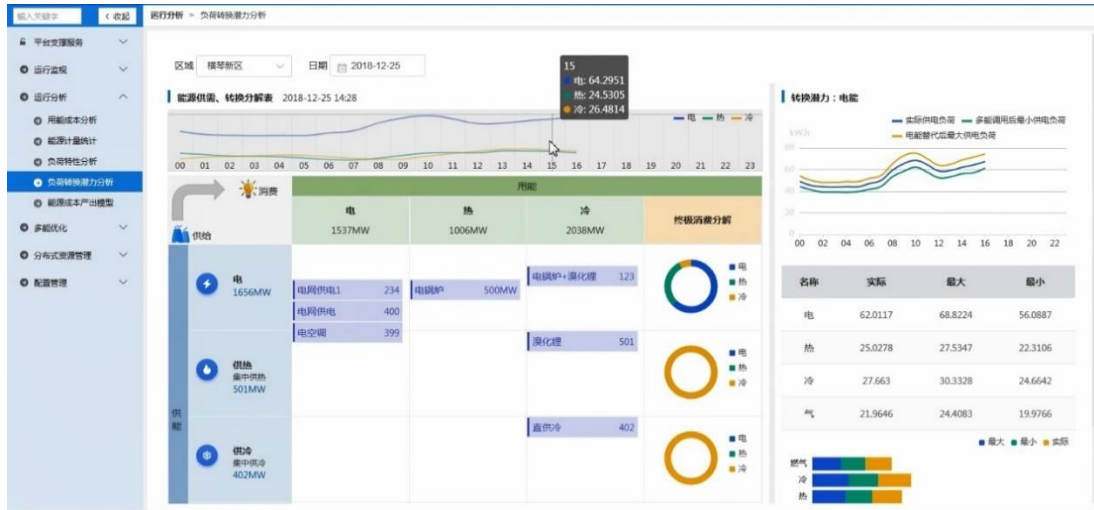 输入关键字
< 收起
运行分析 > 负荷转换潜力分析
平台支撑服务
运行监视
运行分析
用能成本分析
能源计量统计
负荷特性分析
负荷转换潜力分析
能源成本产出模型
多能优化
分布式资源管理
配置管理
区域 横琴新区 日期 2018-12-25
能源供需、转换分解表 2018-12-25 14:28
15
电: 64.2951
热: 24.5305
冷: 26.4814
电 热 冷
00 01 02 03 04 05 06 07 08 09 10 11 12 13 14 15 16 17 18 19 20 21 22 23
消费
供给
用能
电
1537MW
热
1006MW
冷
2038MW
终极消费分解
供能
电
1656MW
电网供电1 234
电网供电 400
电空调 399
电锅炉 500MW
电锅炉+溴化锂 123
电
热
冷
供热
集中供热
501MW
溴化锂 501
电
热
冷
供冷
集中供冷
402MW
直供冷 402
电
热
冷
转换潜力：电能
实际供电负荷 多能调用后最小供电负荷
电能替代后最大供电负荷
kW/h
80
60
40
20
0
00 02 04 06 08 10 12 14 16 18 20 22
名称 实际 最大 最小
电 62.0117 68.8224 56.0887
热 25.0278 27.5347 22.3106
冷 27.663 30.3328 24.6642
气 21.9646 24.4083 19.9766
最大 最小 实际
燃气
冷
热